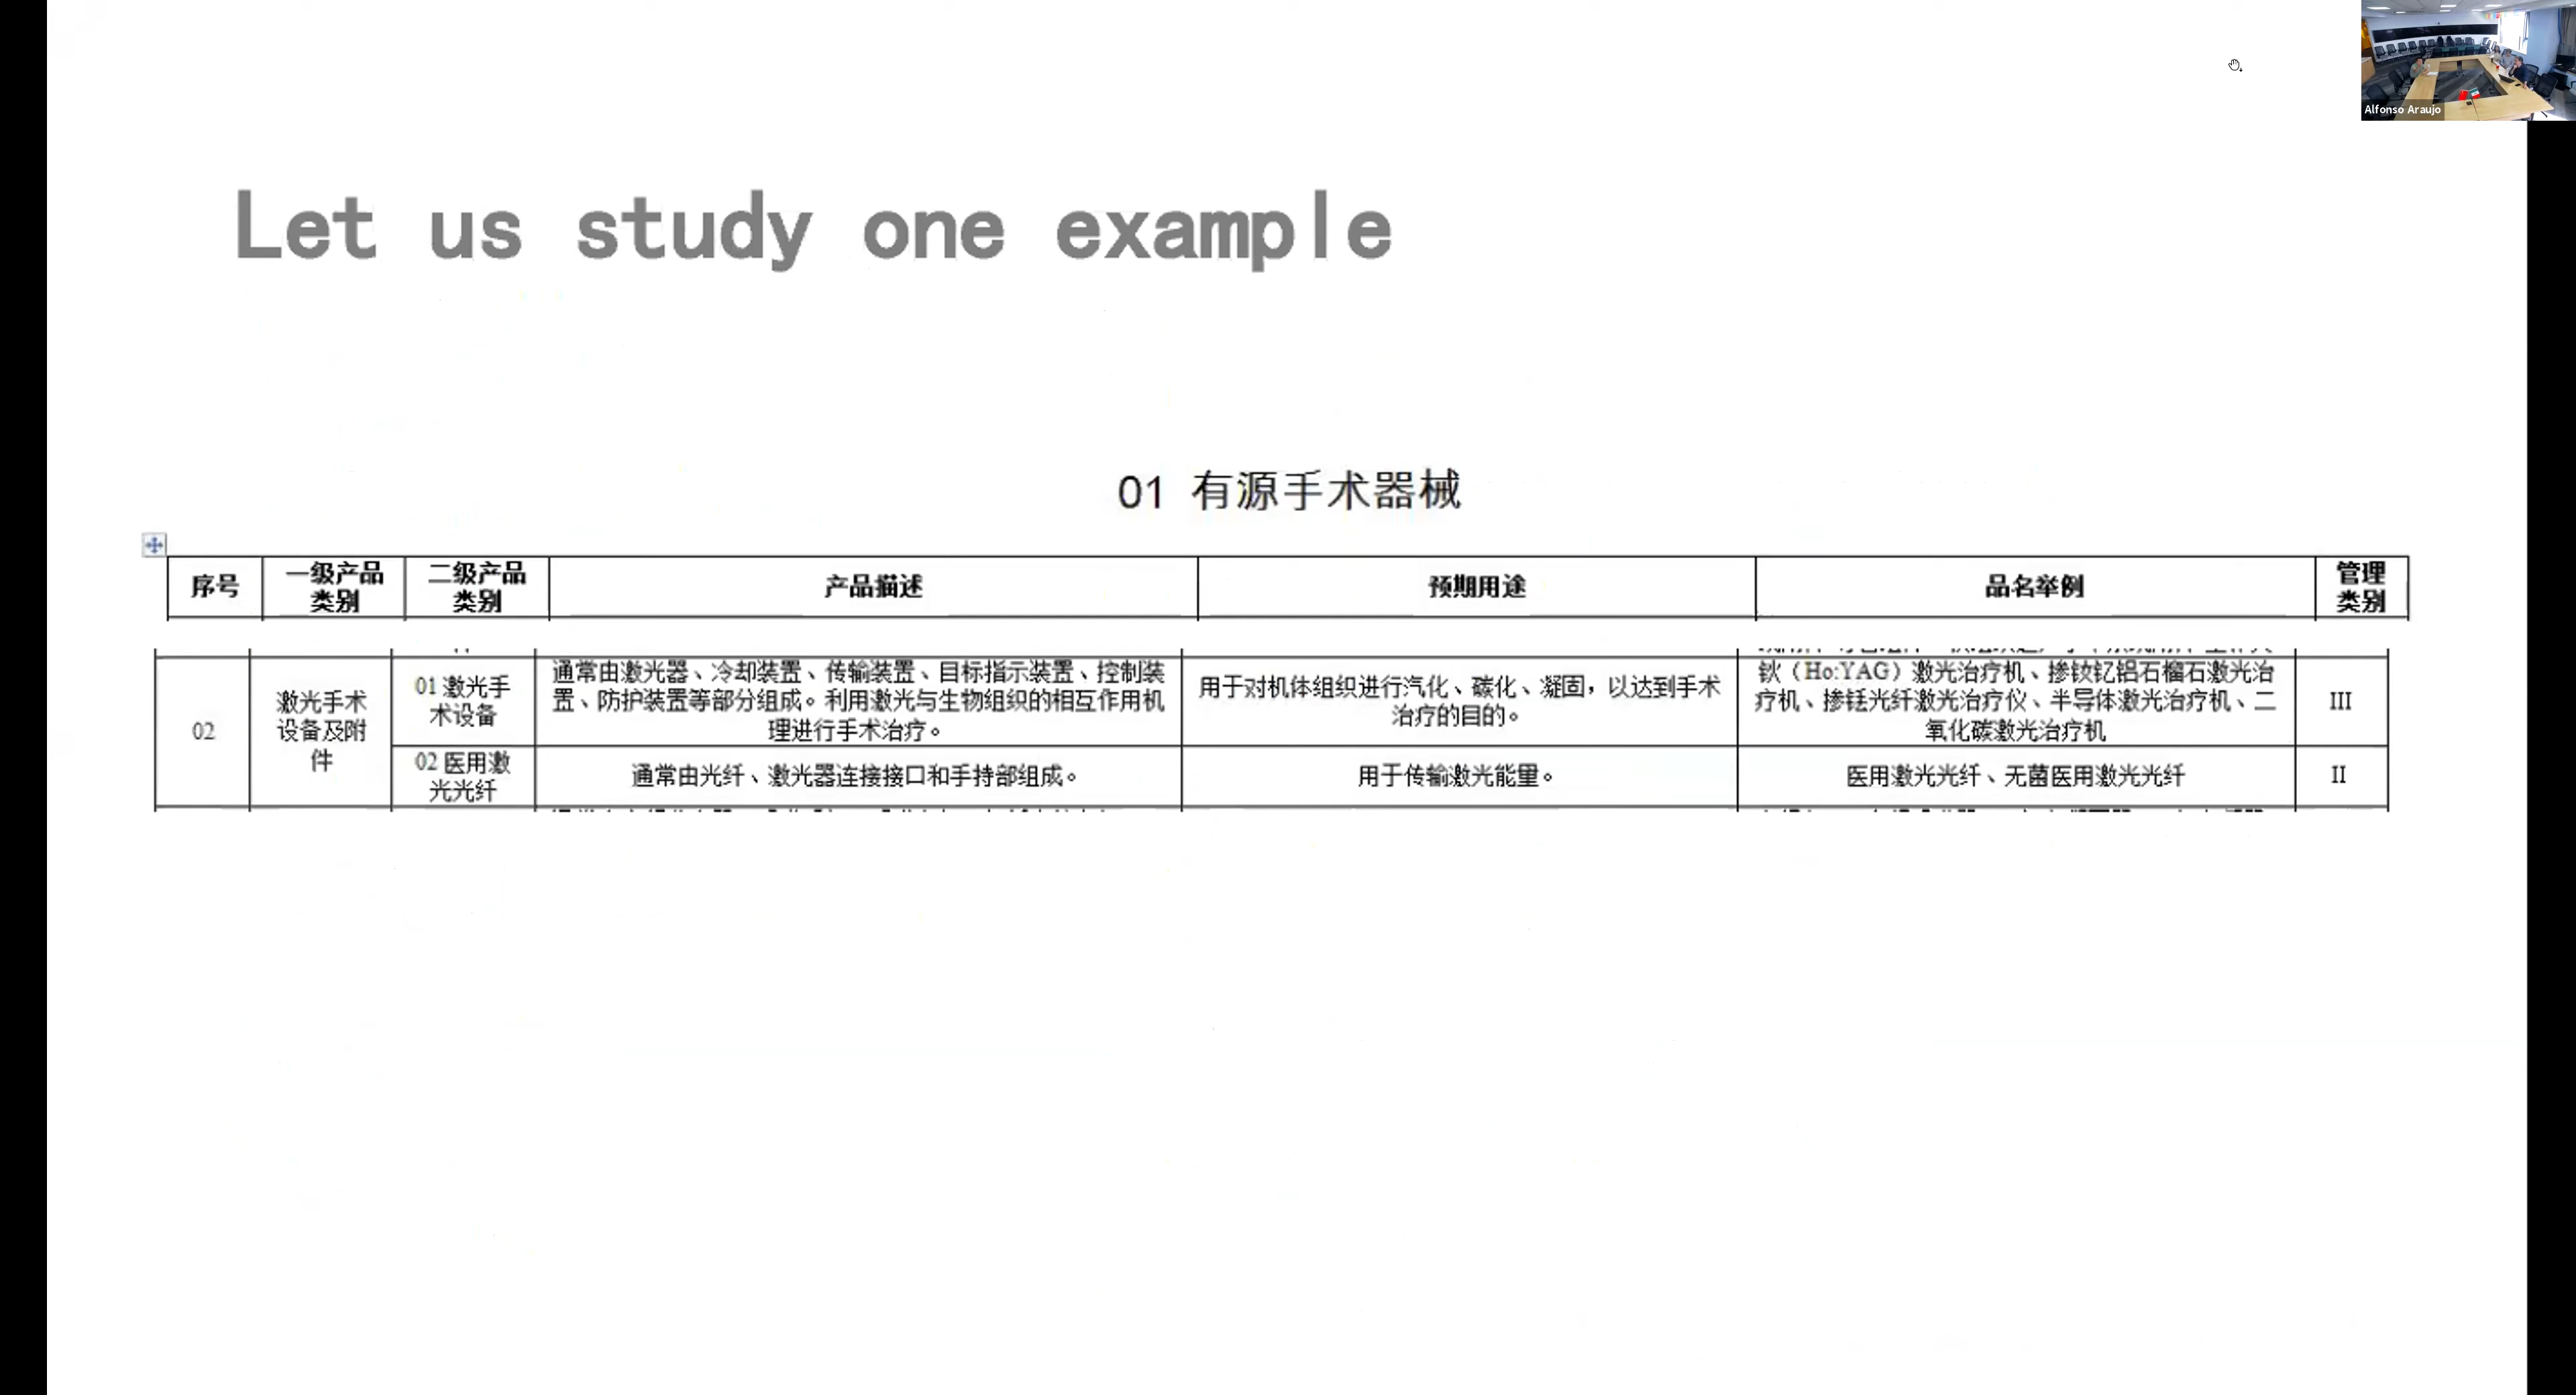 Alfonso Araujo
Let us study one example
01 有源手术器械
序号
一级产品
类别
二级产品
类别
产品描述
预期用途
品名举例
管理
类别
02
激光手术
设备及附
件
01 激光手
术设备
通常由激光器、冷却装置、传输装置、目标指示装置、控制装
置、防护装置等部分组成。利用激光与生物组织的相互作用机
理进行手术治疗。
用于对机体组织进行汽化、碳化、凝固，以达到手术
治疗的目的。
钬（Ho:YAG）激光治疗机、掺铵钇铝石榴石激光治
疗机、掺铥光纤激光治疗仪、半导体激光治疗机、二
氧化碳激光治疗机
III
02 医用激
光光纤
通常由光纤、激光器连接接口和手持部组成。
用于传输激光能量。
医用激光光纤、无菌医用激光光纤
II